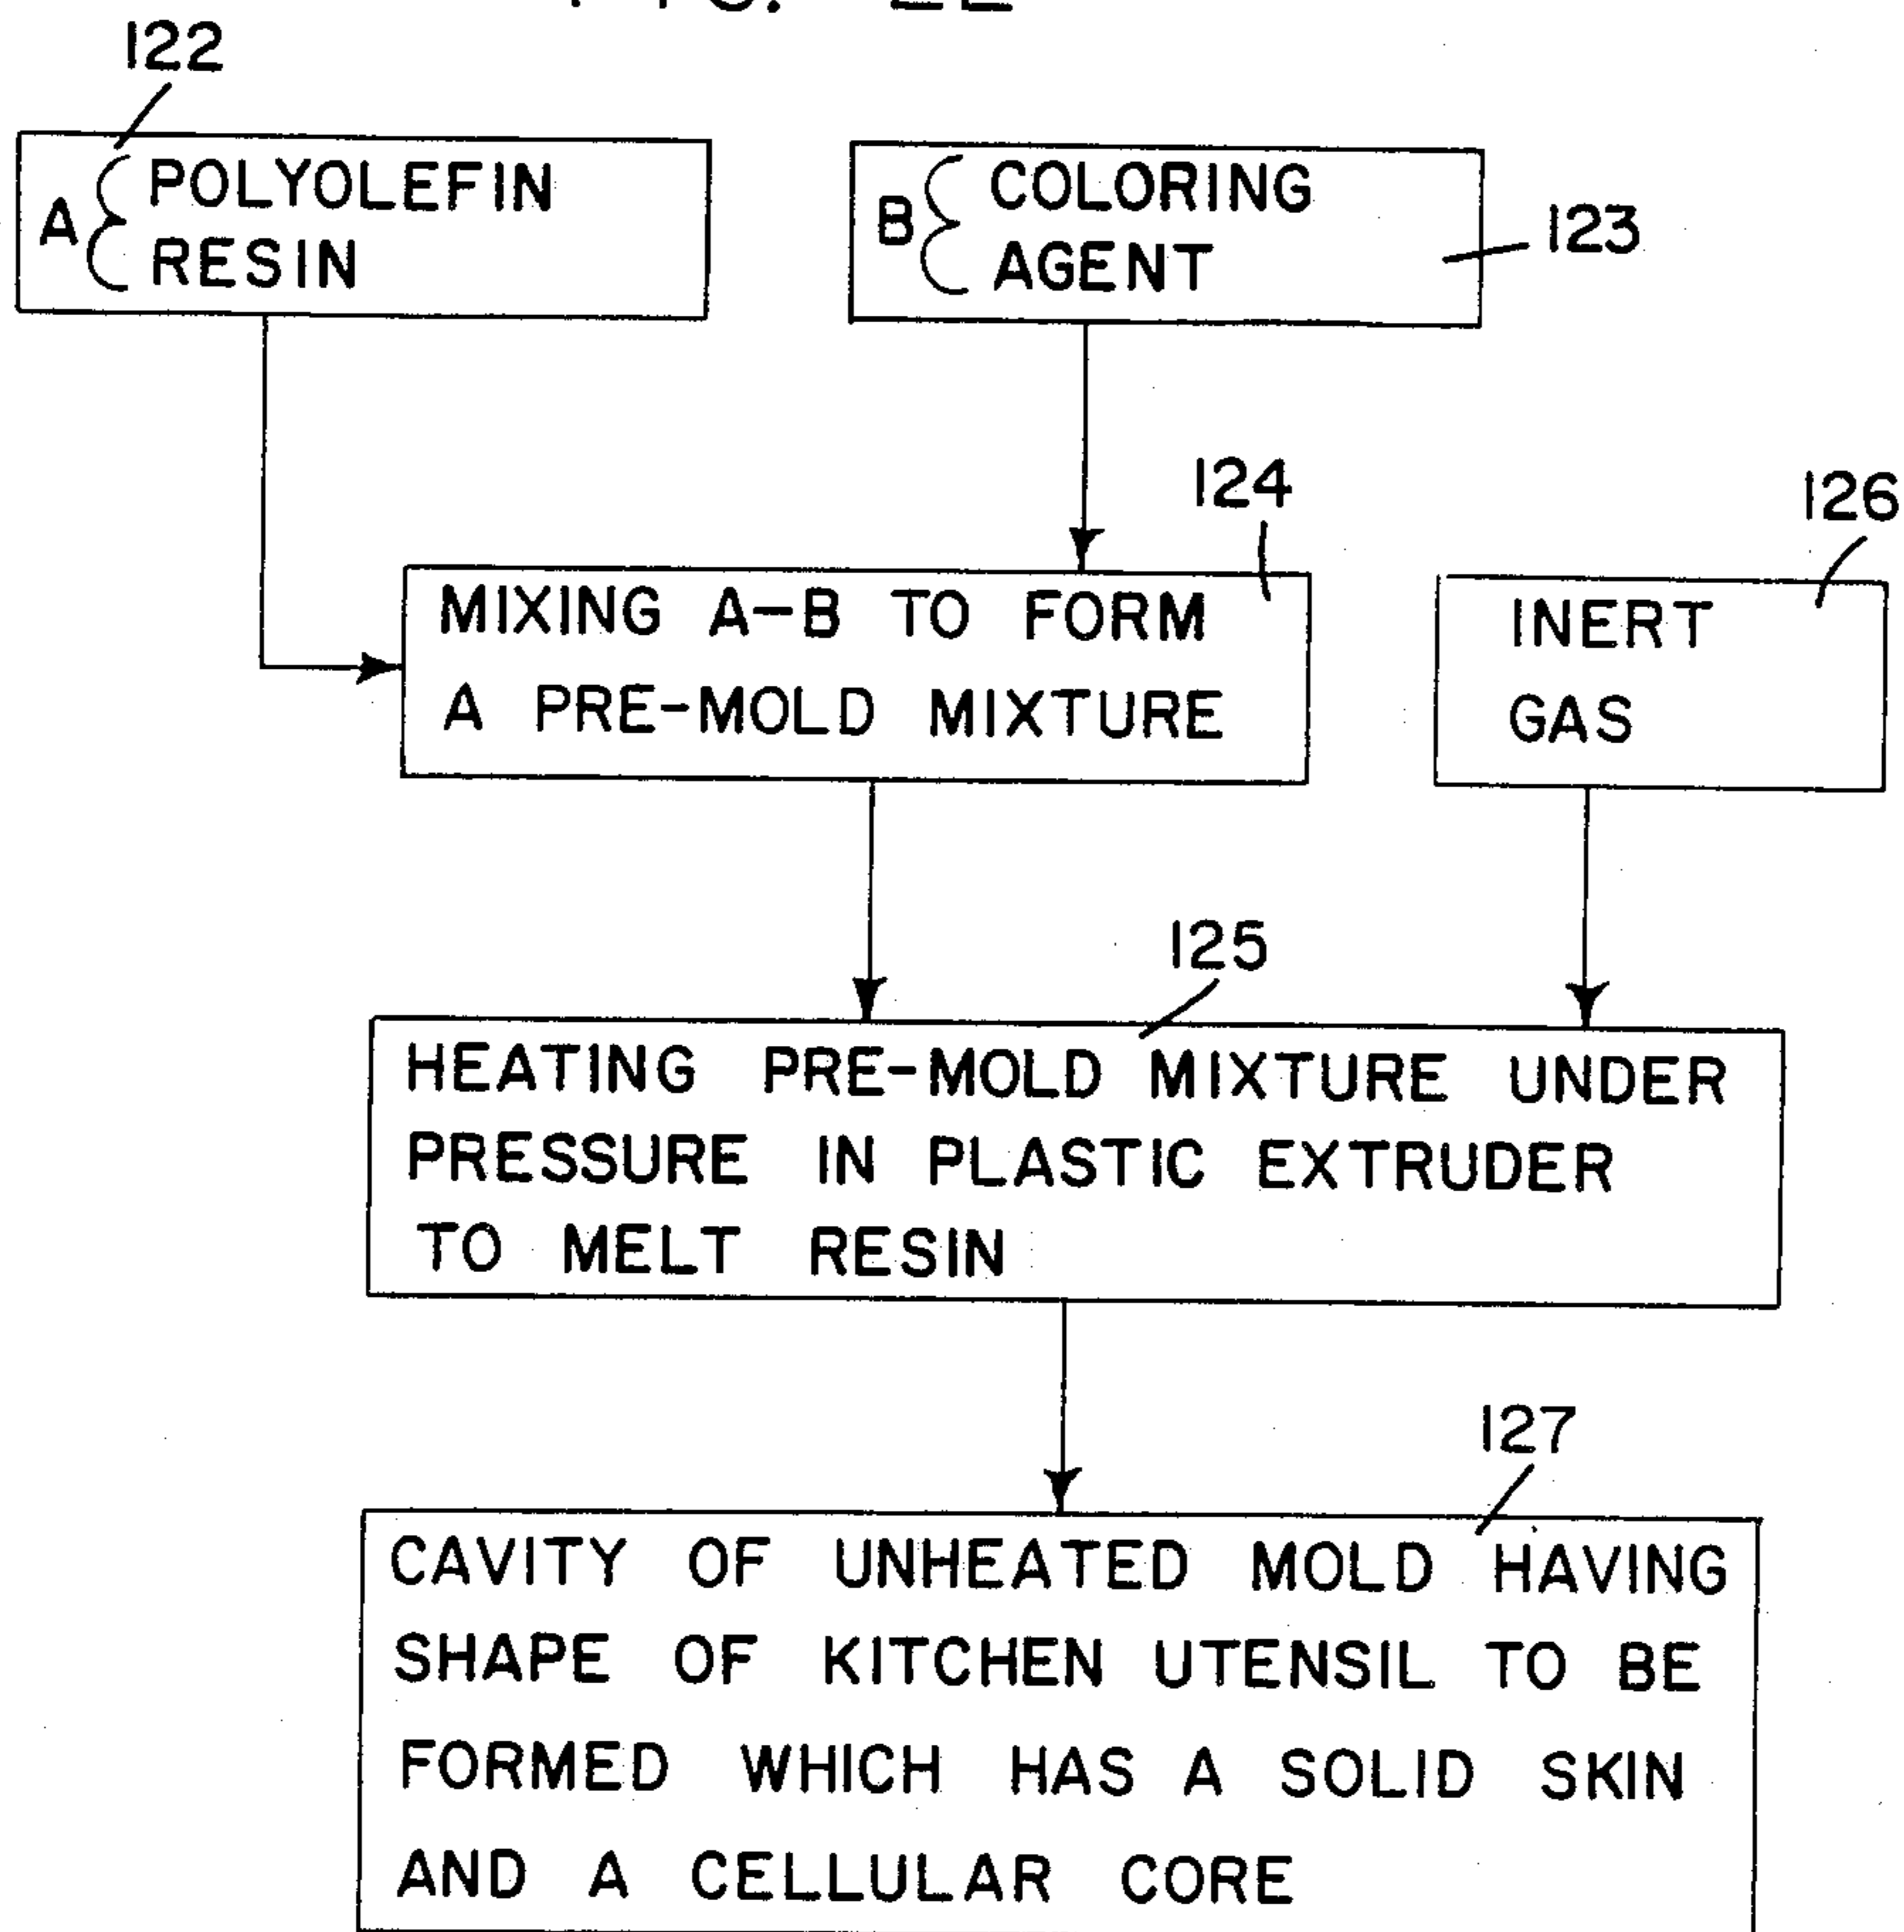 122
A { POLYOLEFIN
RESIN
B { COLORING
AGENT
123
124
MIXING A-B TO FORM
A PRE-MOLD MIXTURE
126
INERT
GAS
125
HEATING PRE-MOLD MIXTURE UNDER
PRESSURE IN PLASTIC EXTRUDER
TO MELT RESIN
127
CAVITY OF UNHEATED MOLD HAVING
SHAPE OF KITCHEN UTENSIL TO BE
FORMED WHICH HAS A SOLID SKIN
AND A CELLULAR CORE